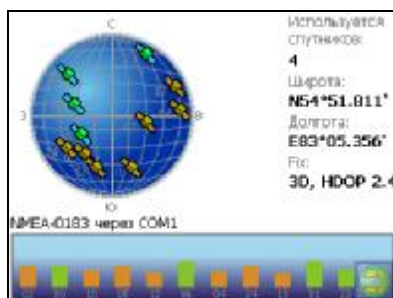 С
Используется
спутников:
4
Широта:
N54°51.811'
З
В
Долгота:
E83°05.356'
Fix:
3D, HDOP 2.4
Ю
NMEA-0183 через COM1